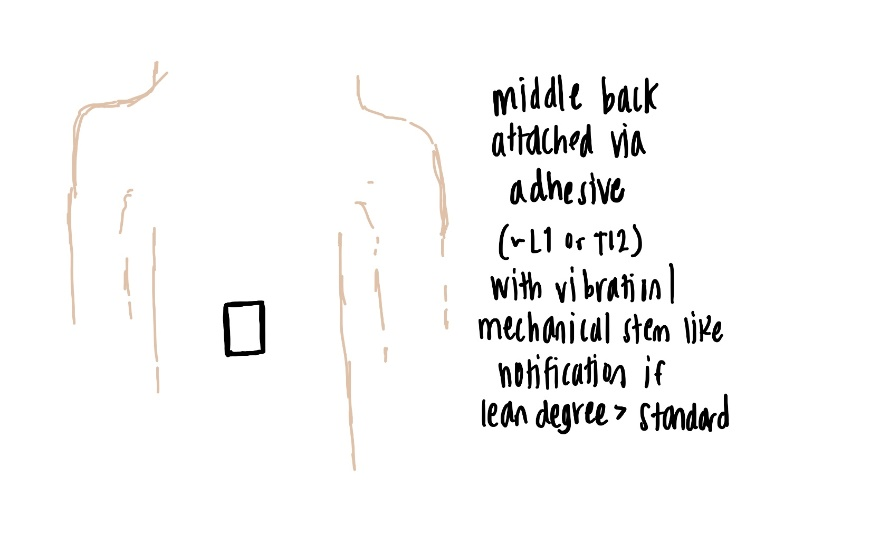 middle back
attached via
adhesive
(~L1 or T12)
with vibration/
mechanical stem like
notification if
lean degree > standard